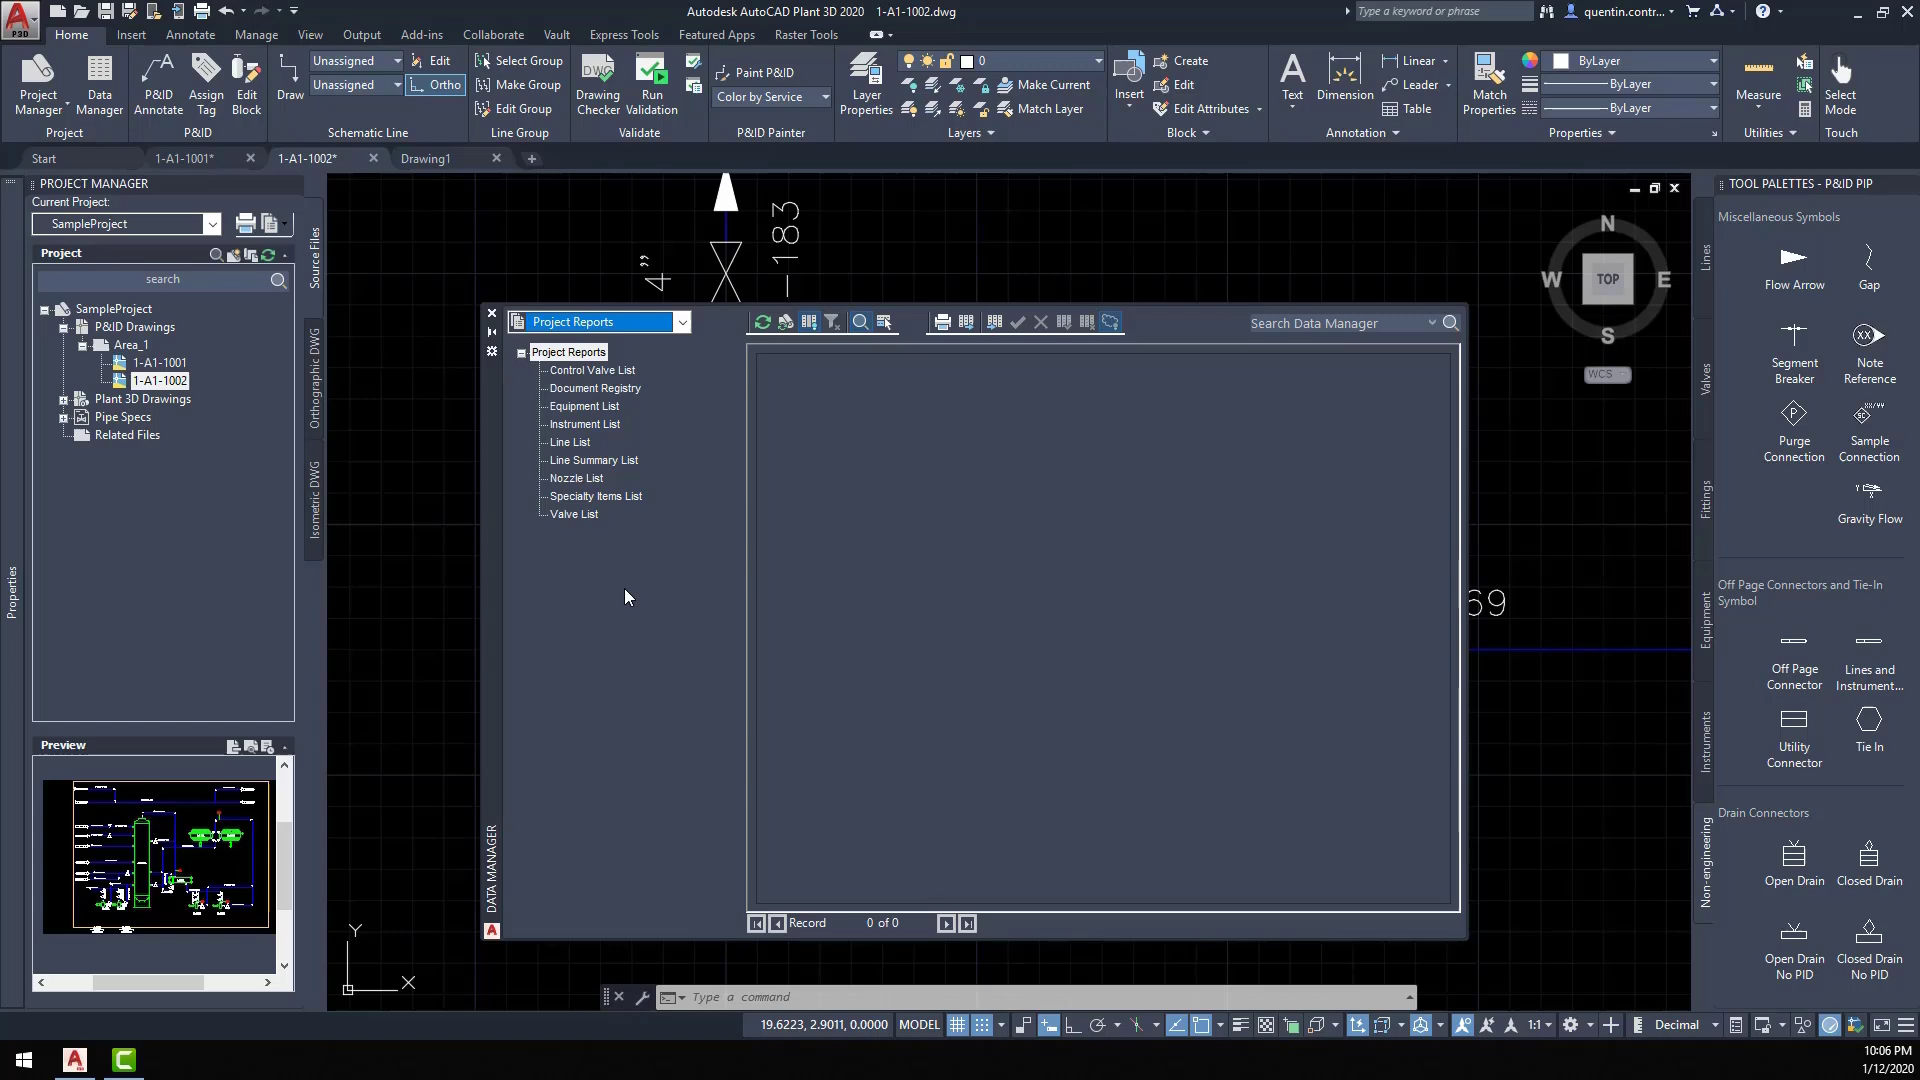 Autodesk AutoCAD Plant 3D 2020 1-A1-1002.dwg
Type a keyword or phrase
quentin.contr...
P3D
Home Insert Annotate Manage View Output Add-ins Collaborate Vault Express Tools Featured Apps Raster Tools
Project Manager
Data Manager
Project
P&ID Annotate
Assign Tag
Edit Block
P&ID
Draw
Unassigned
Unassigned
Edit
Ortho
Schematic Line
Select Group
Make Group
Edit Group
Line Group
DWG
Drawing Checker
Run Validation
Validate
Paint P&ID
Color by Service
P&ID Painter
Layer Properties
0
Make Current
Match Layer
Layers
Insert
Create
Edit
Edit Attributes
Block
Text
Dimension
Linear
Leader
Table
Annotation
Match Properties
ByLayer
ByLayer
ByLayer
Properties
Measure
Utilities
Select Mode
Touch
Start
1-A1-1001*
1-A1-1002*
Drawing1
PROJECT MANAGER
Current Project:
SampleProject
Project
search
SampleProject
P&ID Drawings
Area_1
1-A1-1001
1-A1-1002
Plant 3D Drawings
Pipe Specs
Related Files
Source Files
Orthographic DWG
Isometric DWG
Properties
Preview
4"
-183
69
Project Reports
Search Data Manager
Project Reports
Control Valve List
Document Registry
Equipment List
Instrument List
Line List
Line Summary List
Nozzle List
Specialty Items List
Valve List
DATA MANAGER
Record 0 of 0
N
W
TOP
E
S
WCS
Y
X
Type a command
TOOL PALETTES - P&ID PIP
Lines
Valves
Fittings
Equipment
Instruments
Non-engineering
Miscellaneous Symbols
Flow Arrow
Gap
Segment Breaker
XX
Note Reference
P
Purge Connection
Sample Connection
Gravity Flow
Off Page Connectors and Tie-In Symbol
Off Page Connector
Lines and Instrument...
Utility Connector
Tie In
Drain Connectors
Open Drain
Closed Drain
Open Drain No PID
Closed Drain No PID
19.6223, 2.9011, 0.0000 MODEL
1:1
Decimal
10:06 PM
1/12/2020